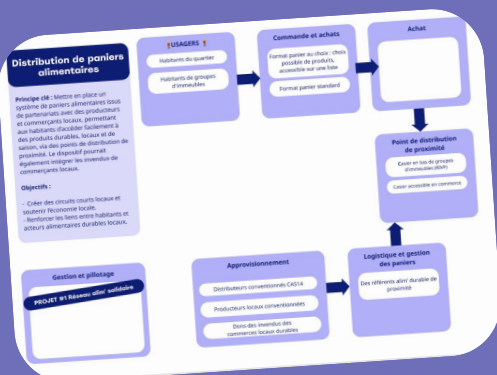 Distribution de paniers
alimentaires
Principe clé : Mettre en place un
système de paniers alimentaires issus
de partenariats avec des producteurs
et commerçants locaux, permettant
aux habitants d'accéder facilement à
des produits durables, locaux et de
saison, via des points de distribution de
proximité. Le dispositif pourrait
également intégrer les invendus de
commerçants locaux.
Objectifs :
- Créer des circuits courts locaux et
soutenir l'économie locale.
- Renforcer les liens entre habitants et
acteurs alimentaires durables locaux.
USAGERS
Habitants du quartier
Habitants de groupes
d'immeubles
Commande et achats
Format panier au choix : choix
possible de produits,
accessible sur une liste
Format panier standard
Achat
Point de distribution
de proximité
Casier en bas de groupes
d'immeubles
Casier accessible en commerce
Gestion et pilotage
PROJET #1 Réseau alim' solidaire
Approvisionnement
Distributeurs conventionnés CAS14
Producteurs locaux conventionnées
Dons des invendus des
commerces locaux durables
Logistique et gestion
des paniers
Des référents alim' durable de
proximité